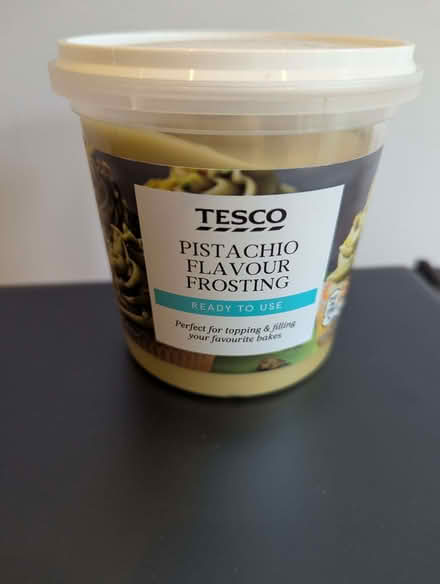 TESCO
PISTACHIO
FLAVOUR
FROSTING
READY TO USE
Perfect for topping & filling
your favourite bakes